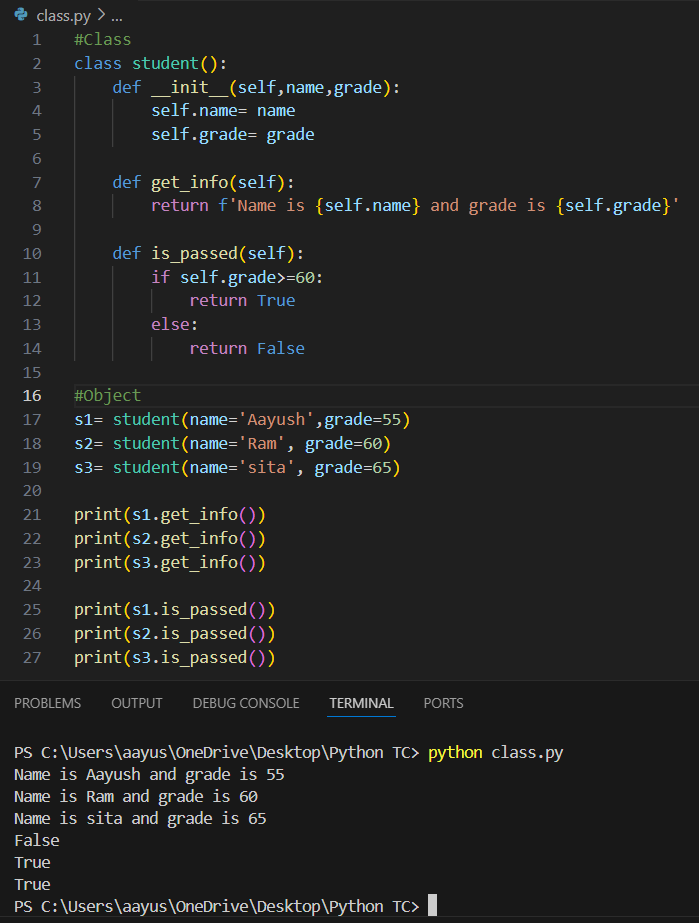 class.py > ...
1 #Class
2 class student():
3     def __init__(self,name,grade):
4         self.name= name
5         self.grade= grade
6
7     def get_info(self):
8         return f'Name is {self.name} and grade is {self.grade}'
9
10     def is_passed(self):
11         if self.grade>=60:
12             return True
13         else:
14             return False
15
16 #Object
17 s1= student(name='Aayush',grade=55)
18 s2= student(name='Ram', grade=60)
19 s3= student(name='sita', grade=65)
20
21 print(s1.get_info())
22 print(s2.get_info())
23 print(s3.get_info())
24
25 print(s1.is_passed())
26 print(s2.is_passed())
27 print(s3.is_passed())
PROBLEMS OUTPUT DEBUG CONSOLE TERMINAL PORTS
PS C:\Users\aayus\OneDrive\Desktop\Python TC> python class.py
Name is Aayush and grade is 55
Name is Ram and grade is 60
Name is sita and grade is 65
False
True
True
PS C:\Users\aayus\OneDrive\Desktop\Python TC>